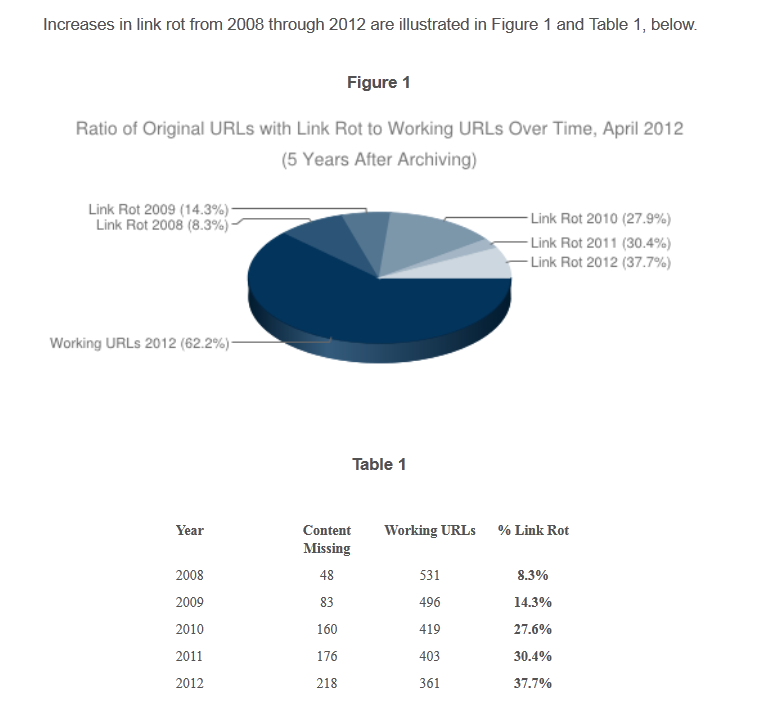 Increases in link rot from 2008 through 2012 are illustrated in Figure 1 and Table 1, below.
Figure 1
Ratio of Original URLs with Link Rot to Working URLs Over Time, April 2012
(5 Years After Archiving)
Link Rot 2009 (14.3%)
Link Rot 2008 (8.3%)
Link Rot 2010 (27.9%)
Link Rot 2011 (30.4%)
Link Rot 2012 (37.7%)
Working URLs 2012 (62.2%)
Table 1
Year Content Working URLs % Link Rot
Missing
2008 48 531 8.3%
2009 83 496 14.3%
2010 160 419 27.6%
2011 176 403 30.4%
2012 218 361 37.7%